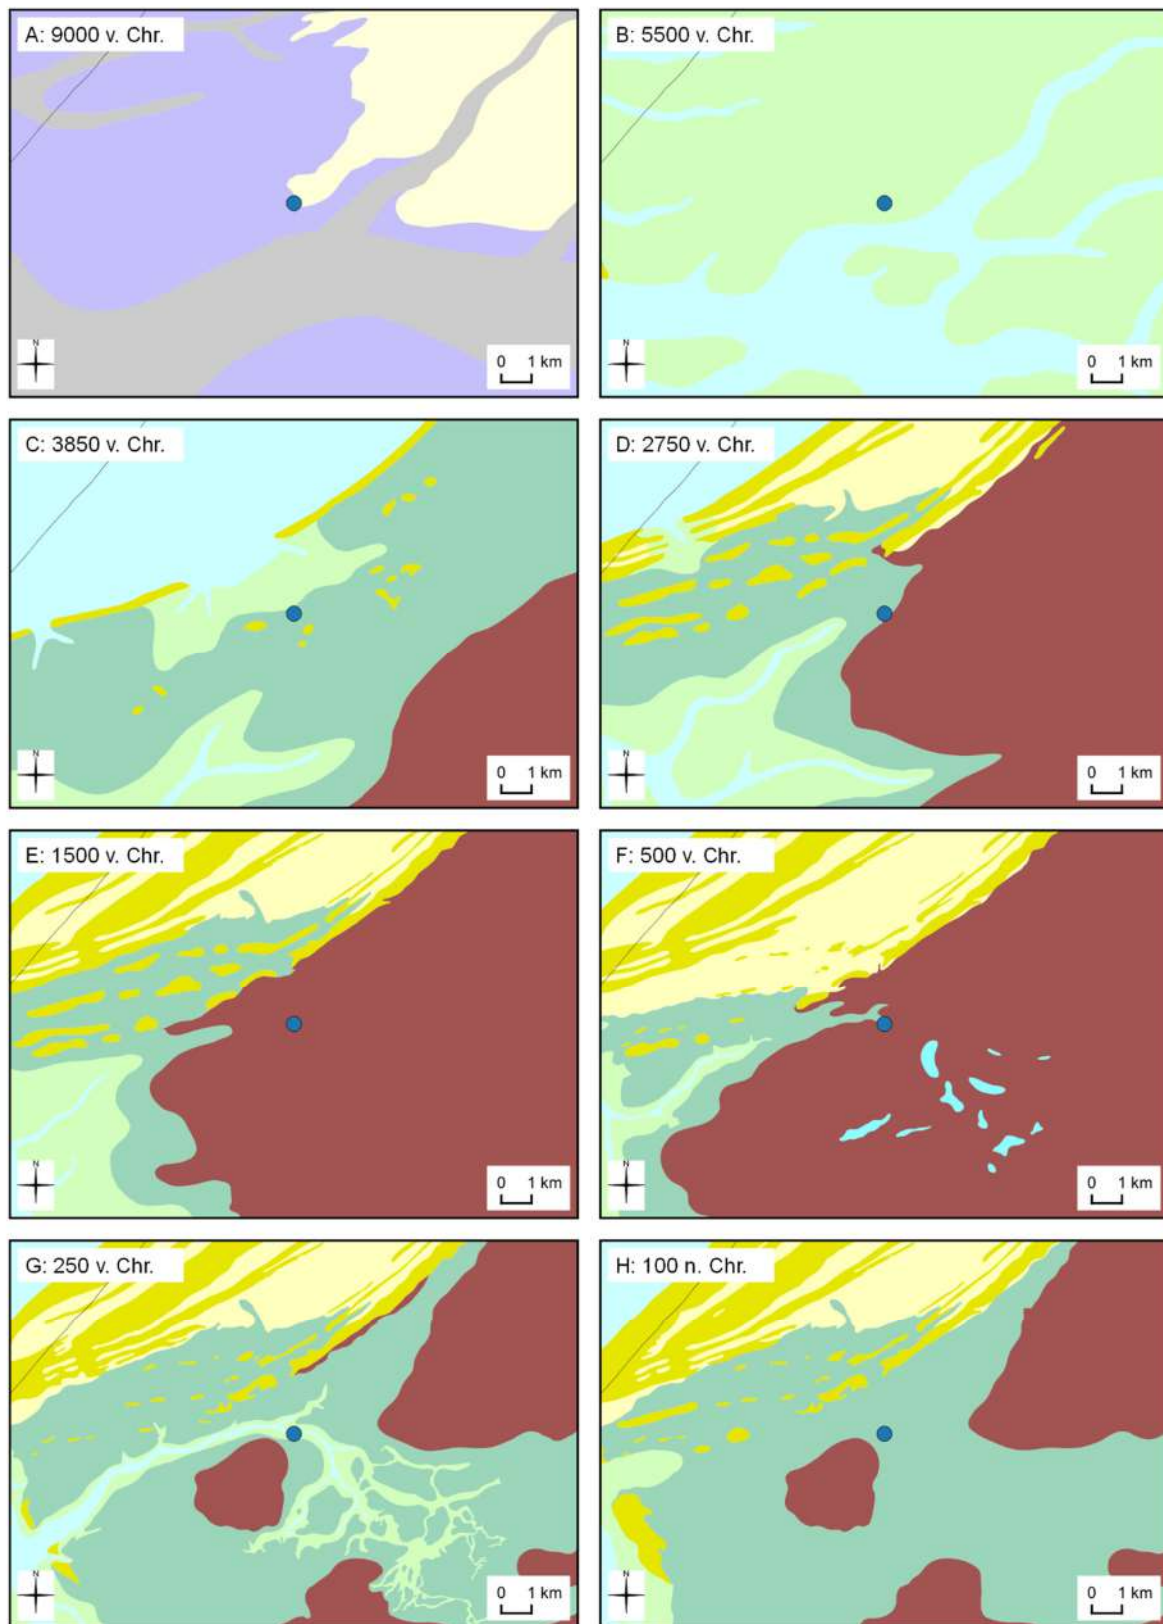 A: 9000 v. Chr.
N
0 1 km
B: 5500 v. Chr.
N
0 1 km
C: 3850 v. Chr.
N
0 1 km
D: 2750 v. Chr.
N
0 1 km
E: 1500 v. Chr.
N
0 1 km
F: 500 v. Chr.
N
0 1 km
G: 250 v. Chr.
N
0 1 km
H: 100 n. Chr.
N
0 1 km